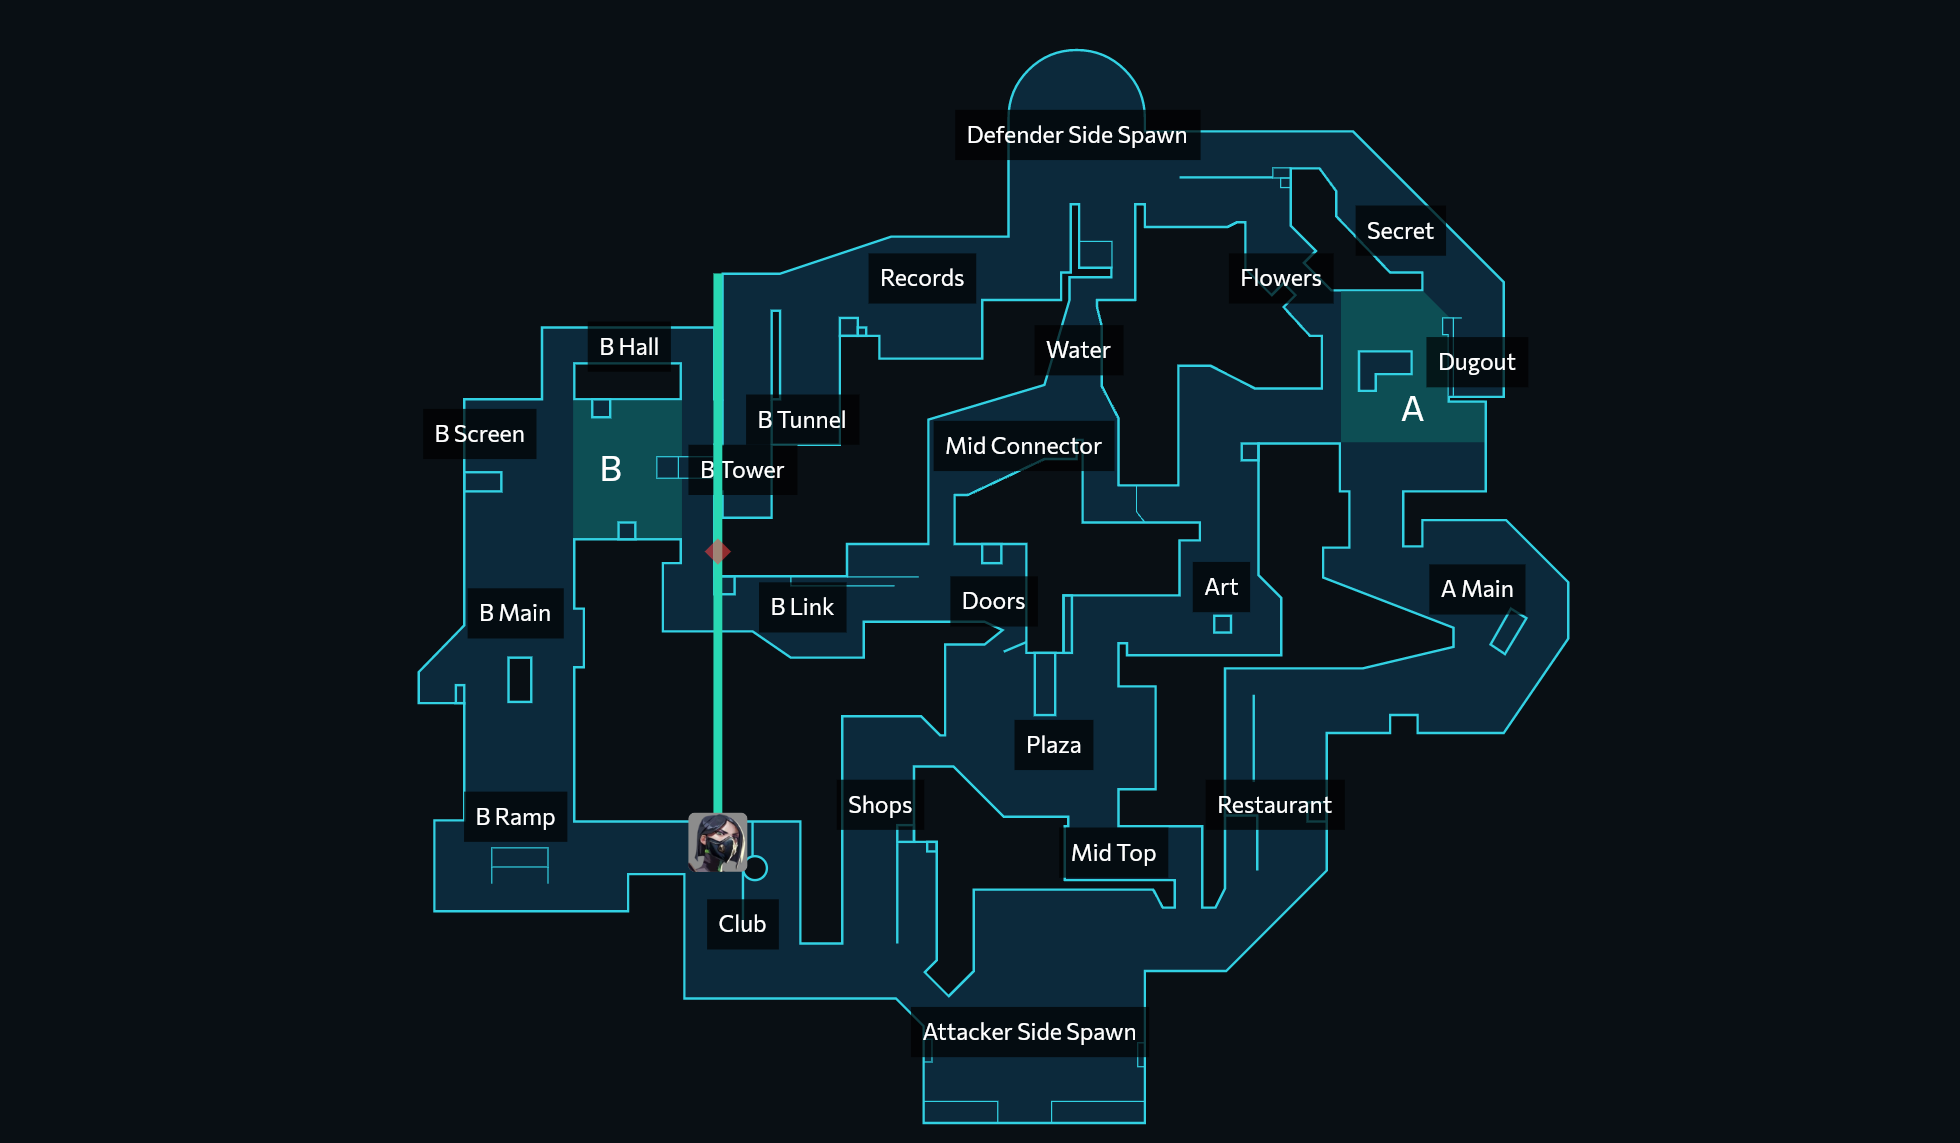 Defender Side Spawn
Secret
Records
Flowers
B Hall
Water
Dugout
A
B Screen
B Tunnel
Mid Connector
B
B Tower
Art
A Main
B Main
B Link
Doors
Plaza
Shops
Restaurant
B Ramp
Mid Top
Club
Attacker Side Spawn